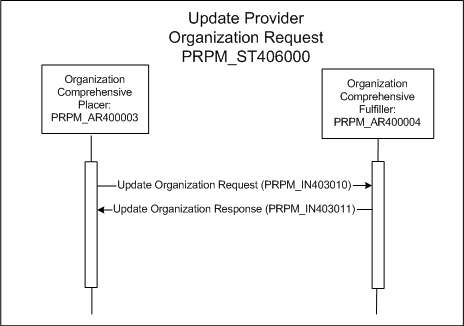 Update Provider
Organization Request
PRPM_ST406000
Organization
Comprehensive
Placer:
PRPM_AR400003
Organization
Comprehensive
Fulfiller:
PRPM_AR400004
Update Organization Request (PRPM_IN403010)
Update Organization Response (PRPM_IN403011)